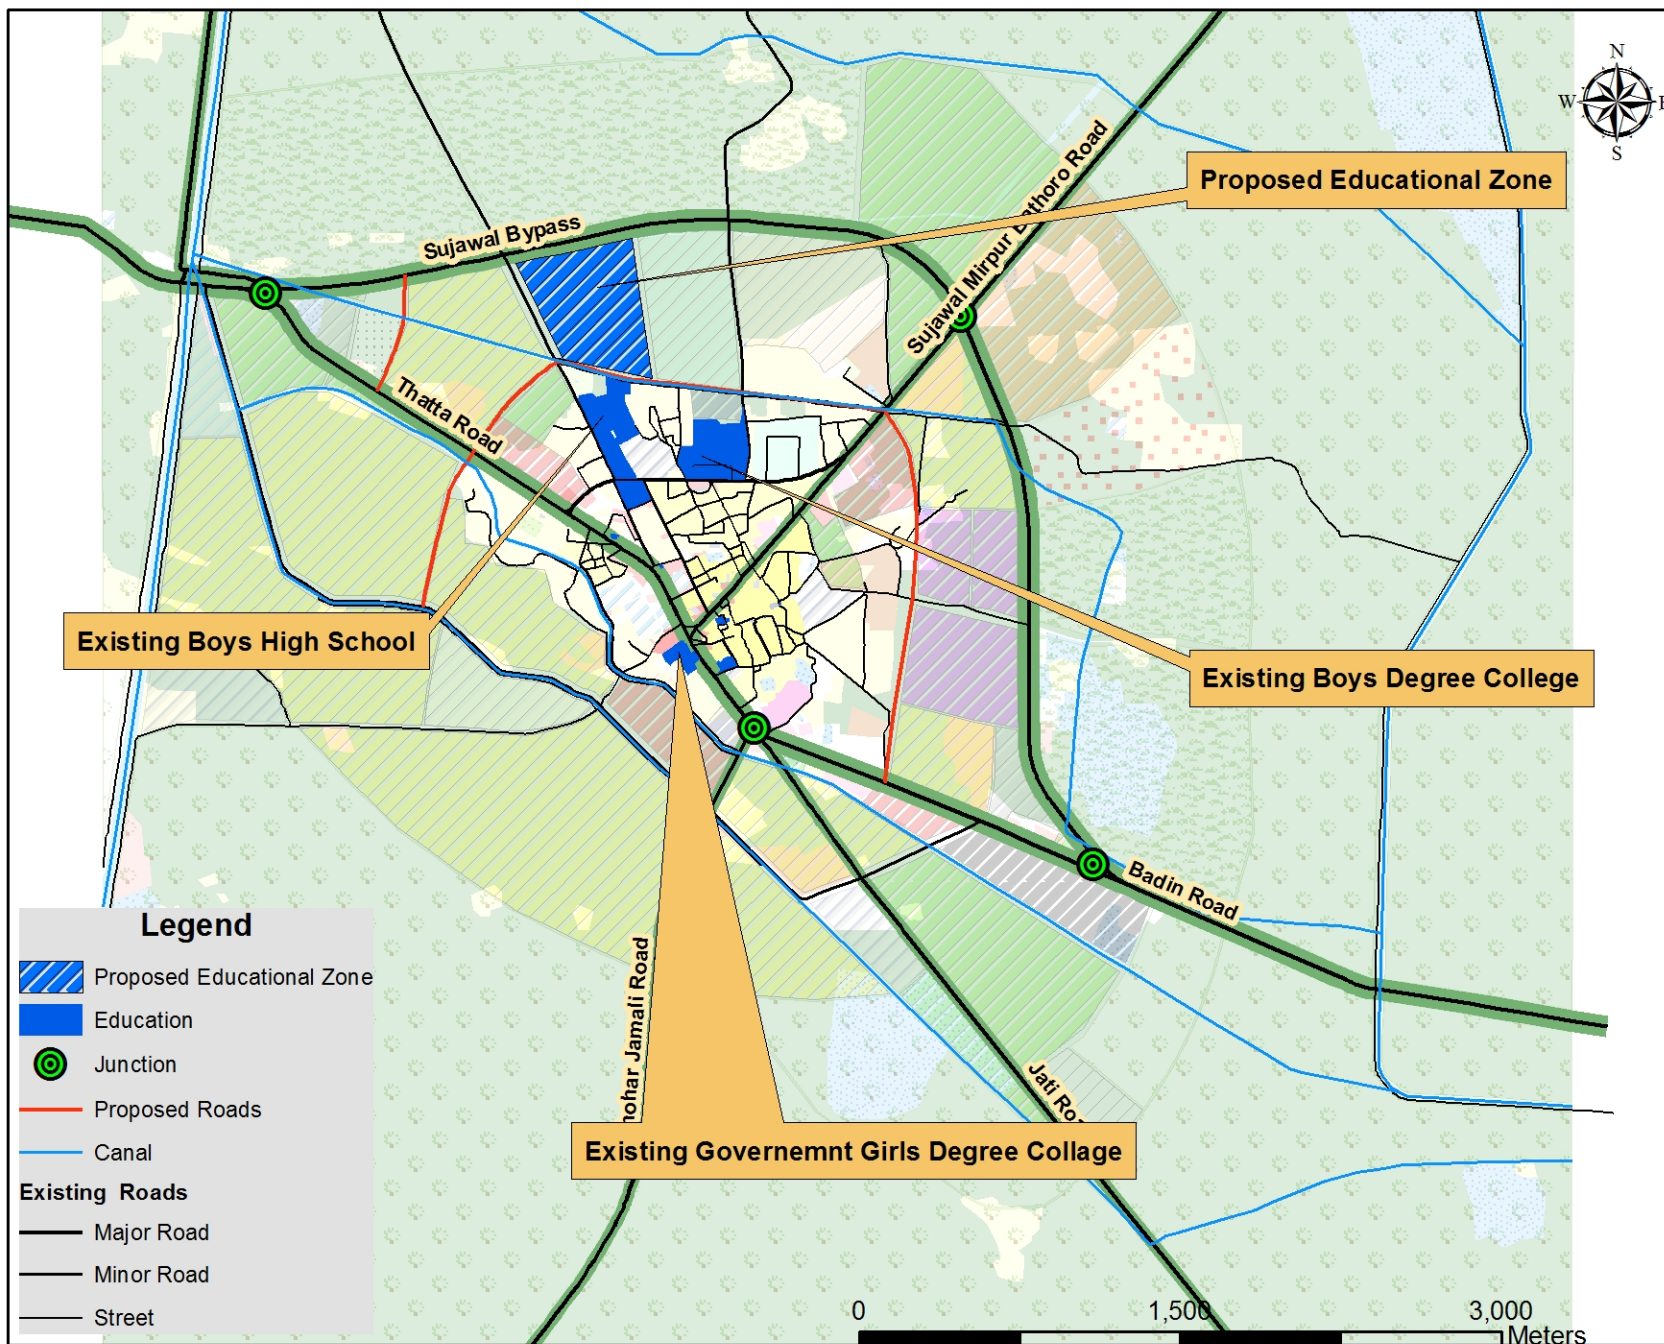 N
W
E
S
Proposed Educational Zone
Sujawal Bypass
Sujawal Mirpur Bathoro Road
Thatta Road
Existing Boys High School
Existing Boys Degree College
Badin Road
Legend
Proposed Educational Zone
Education
Junction
Proposed Roads
Canal
Existing Roads
Major Road
Minor Road
Street
Jamali Road
Jati
Existing Governemnt Girls Degree Collage
0 1,500 3,000
Meters